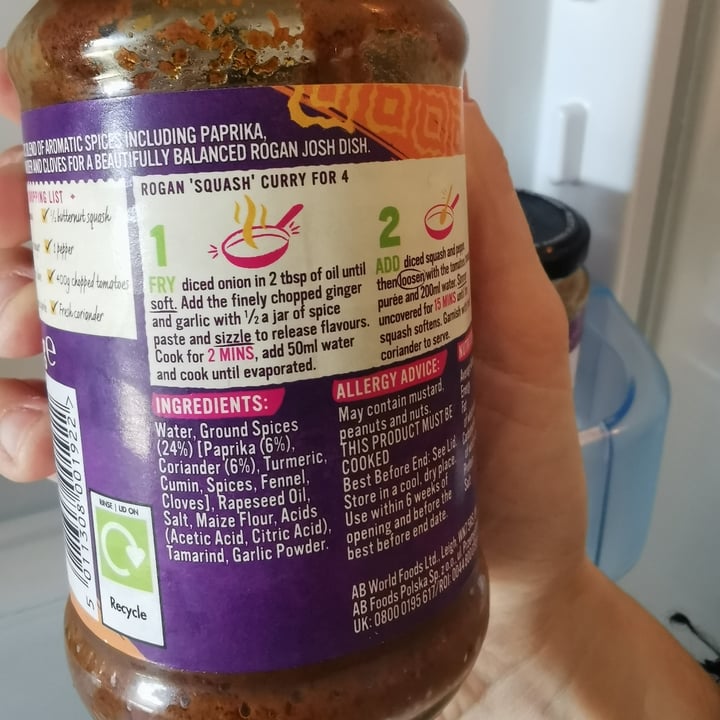 OF AROMATIC SPICES INCLUDING PAPRIKA,
AND CLOVES FOR A BEAUTIFULLY BALANCED ROGAN JOSH DISH.
LIST
½ butternut squash
1 pepper
400g chopped tomatoes
Fresh coriander
ROGAN 'SQUASH' CURRY FOR 4
1
FRY diced onion in 2 tbsp of oil until
soft. Add the finely chopped ginger
and garlic with ½ a jar of spice
paste and sizzle to release flavours.
Cook for 2 MINS, add 50ml water
and cook until evaporated.
2
ADD diced squash and
then loosen with the
purée and 200ml water.
uncovered for 15 MINS
squash softens. Garnish
coriander to serve.
INGREDIENTS:
Water, Ground Spices
(24%) [Paprika (6%),
Coriander (6%), Turmeric,
Cumin, Spices, Fennel,
Cloves], Rapeseed Oil,
Salt, Maize Flour, Acids
(Acetic Acid, Citric Acid),
Tamarind, Garlic Powder.
ALLERGY ADVICE:
May contain mustard,
peanuts and nuts.
THIS PRODUCT MUST BE
COOKED
Best Before End: See Lid.
Store in a cool, dry place.
Use within 6 weeks of
opening and before the
best before end date.
AB World Foods Ltd., Leigh,
AB Foods Polska Sp.
UK: 0800 0195 617/ROI:
5 011308 001922
RINSE | LID ON
Recycle